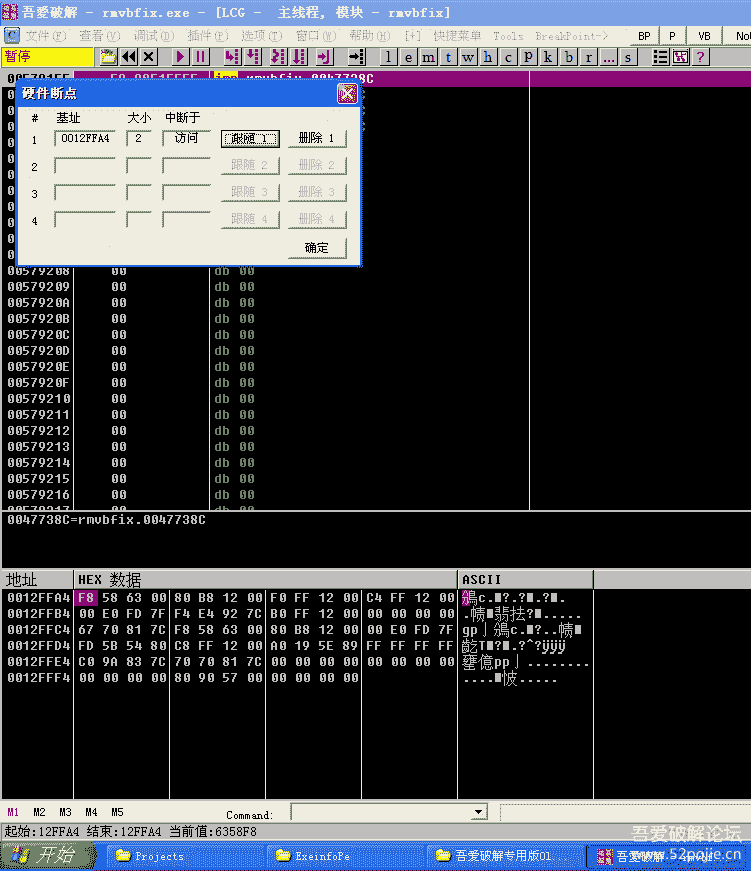 吾爱破解 - rmvbfix.exe - [LCG - 主线程, 模块 - rmvbfix]
文件(F) 查看(V) 调试(D) 插件(P) 选项(T) 窗口(W) 帮助(H) [+] 快捷菜单 Tools BreakPoint-> BP P VB
暂停 l e m t w h c p k b r ... s ?
硬件断点
# 基址 大小 中断于
1 0012FFA4 2 访问 跟随 1 删除 1
2 跟随 2 删除 2
3 跟随 3 删除 3
4 跟随 4 删除 4
确定
00579208 00 db 00
00579209 00 db 00
0057920A 00 db 00
0057920B 00 db 00
0057920C 00 db 00
0057920D 00 db 00
0057920E 00 db 00
0057920F 00 db 00
00579210 00 db 00
00579211 00 db 00
00579212 00 db 00
00579213 00 db 00
00579214 00 db 00
00579215 00 db 00
00579216 00 db 00
0047738C=rmvbfix.0047738C
地址 HEX 数据 ASCII
0012FFA4 F8 58 63 00 80 B8 12 00 F0 FF 12 00 C4 FF 12 00
0012FFB4 00 E0 FD 7F F4 E4 92 7C B0 FF 12 00 00 00 00 00
0012FFC4 67 70 81 7C F8 58 63 00 80 B8 12 00 00 E0 FD 7F
0012FFD4 FD 5B 54 80 C8 FF 12 00 A0 19 5E 89 FF FF FF FF
0012FFE4 C0 9A 83 7C 70 70 81 7C 00 00 00 00 00 00 00 00
0012FFF4 00 00 00 00 80 90 57 00 00 00 00 00
M1 M2 M3 M4 M5 Command:
起始:12FFA4 结束:12FFA4 当前值:6358F8
吾爱破解论坛
www.52pojie.cn
开始 Projects ExeinfoPe 吾爱破解专用版01...